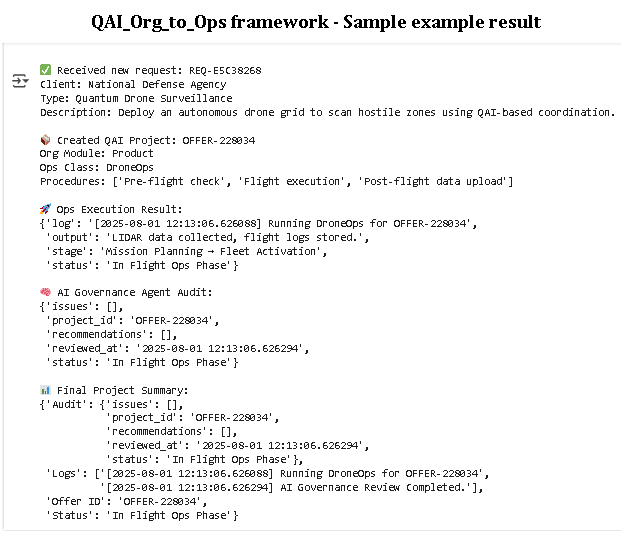 QAI_Org_to_Ops framework - Sample example result
✅ Received new request: REQ-E5C38268
Client: National Defense Agency
Type: Quantum Drone Surveillance
Description: Deploy an autonomous drone grid to scan hostile zones using QAI-based coordination.
📦 Created QAI Project: OFFER-228034
Org Module: Product
Ops Class: DroneOps
Procedures: ['Pre-flight check', 'Flight execution', 'Post-flight data upload']
🚀 Ops Execution Result:
{'log': '[2025-08-01 12:13:06.626088] Running DroneOps for OFFER-228034',
'output': 'LIDAR data collected, flight logs stored.',
'stage': 'Mission Planning → Fleet Activation',
'status': 'In Flight Ops Phase'}
🧠 AI Governance Agent Audit:
{'issues': [],
'project_id': 'OFFER-228034',
'recommendations': [],
'reviewed_at': '2025-08-01 12:13:06.626294',
'status': 'In Flight Ops Phase'}
📊 Final Project Summary:
{'Audit': {'issues': [],
'project_id': 'OFFER-228034',
'recommendations': [],
'reviewed_at': '2025-08-01 12:13:06.626294',
'status': 'In Flight Ops Phase'},
'Logs': ['[2025-08-01 12:13:06.626088] Running DroneOps for OFFER-228034',
'[2025-08-01 12:13:06.626294] AI Governance Review Completed.'],
'Offer ID': 'OFFER-228034',
'Status': 'In Flight Ops Phase'}